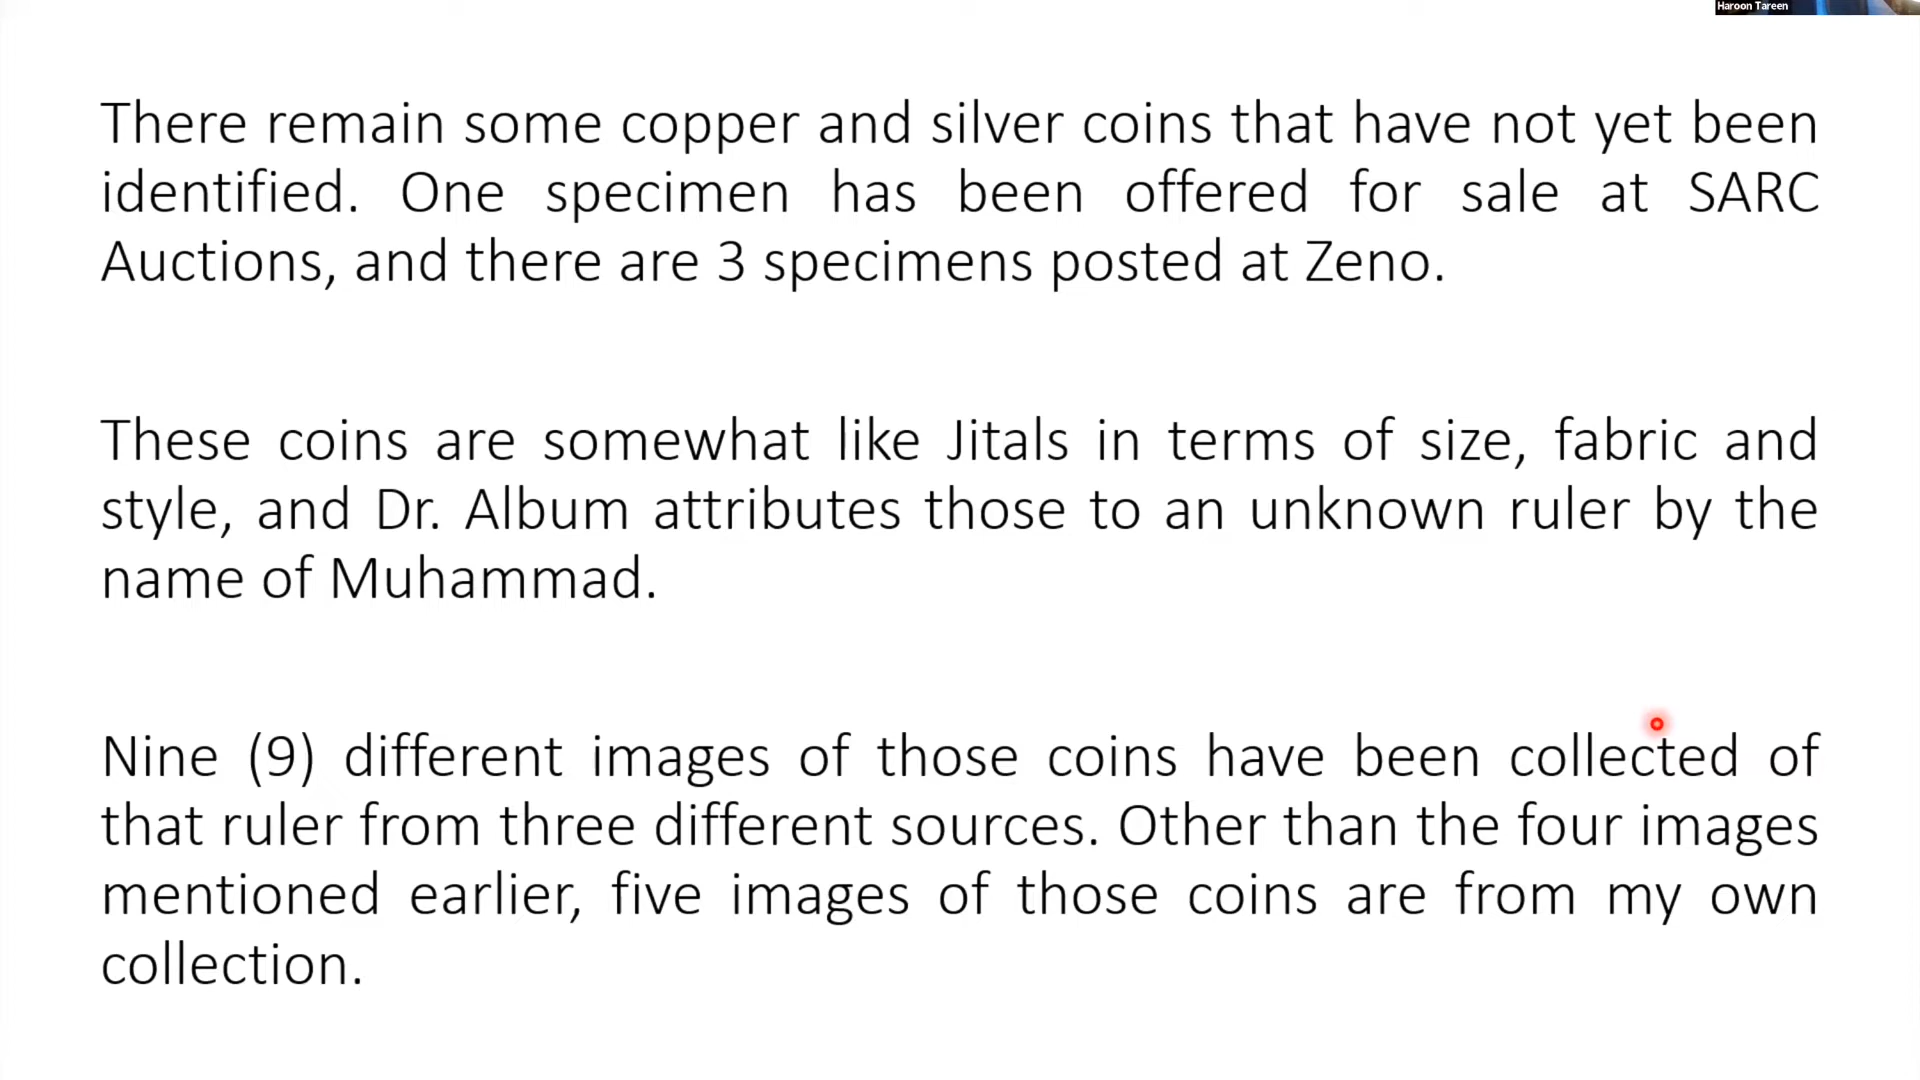 Haroon Tareen
There remain some copper and silver coins that have not yet been
identified. One specimen has been offered for sale at SARC
Auctions, and there are 3 specimens posted at Zeno.
These coins are somewhat like Jitals in terms of size, fabric and
style, and Dr. Album attributes those to an unknown ruler by the
name of Muhammad.
Nine (9) different images of those coins have been collected of
that ruler from three different sources. Other than the four images
mentioned earlier, five images of those coins are from my own
collection.